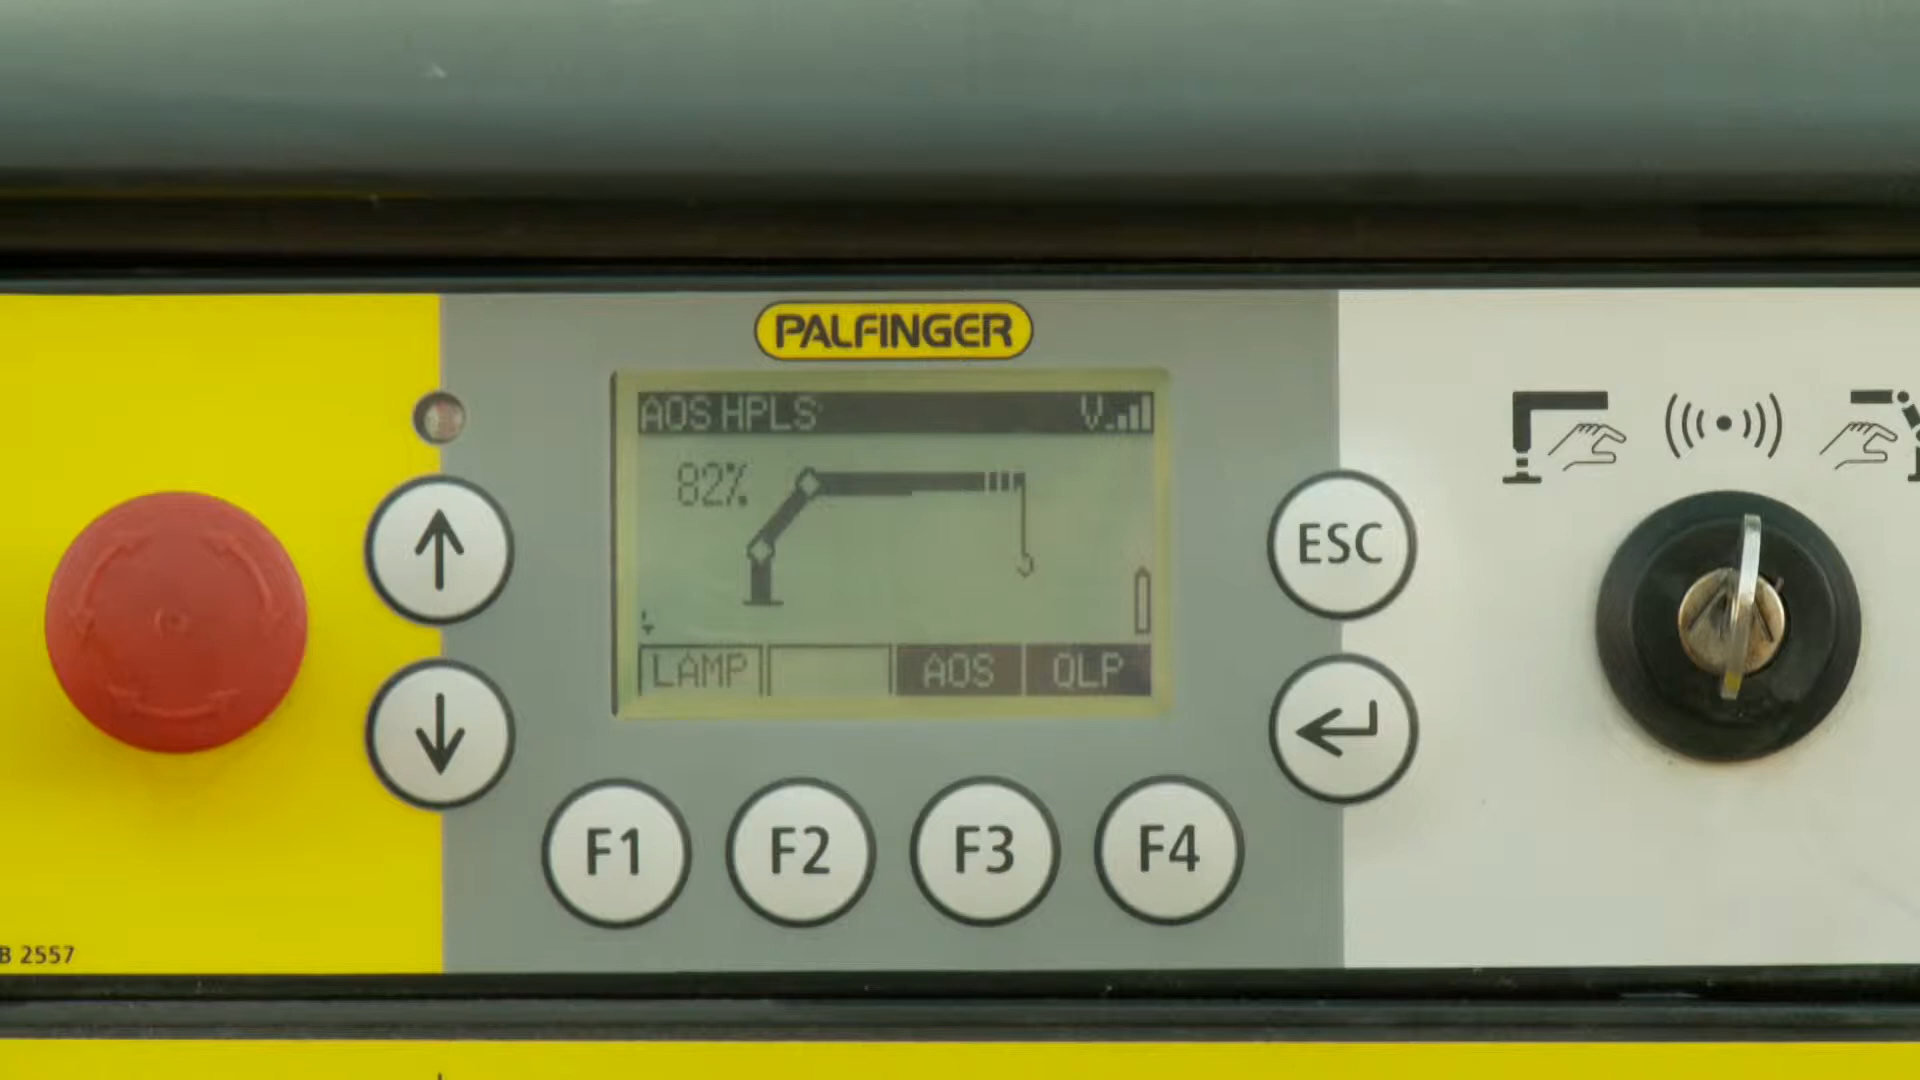 PALFINGER
AOS HPLS V
82%
LAMP AOS OLP
ESC
F1 F2 F3 F4
B 2557